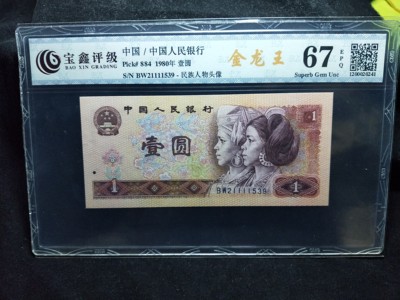 宝鑫评级
BAO XIN GRADING
中国 / 中国人民银行
Pick# 884 1980年 壹圆
S/N BW21111539 - 民族人物头像
金龙王
67
EPQ
Superb Gem Unc
1200020241
中国人民银行
1
壹圆
BW21111539
1
1